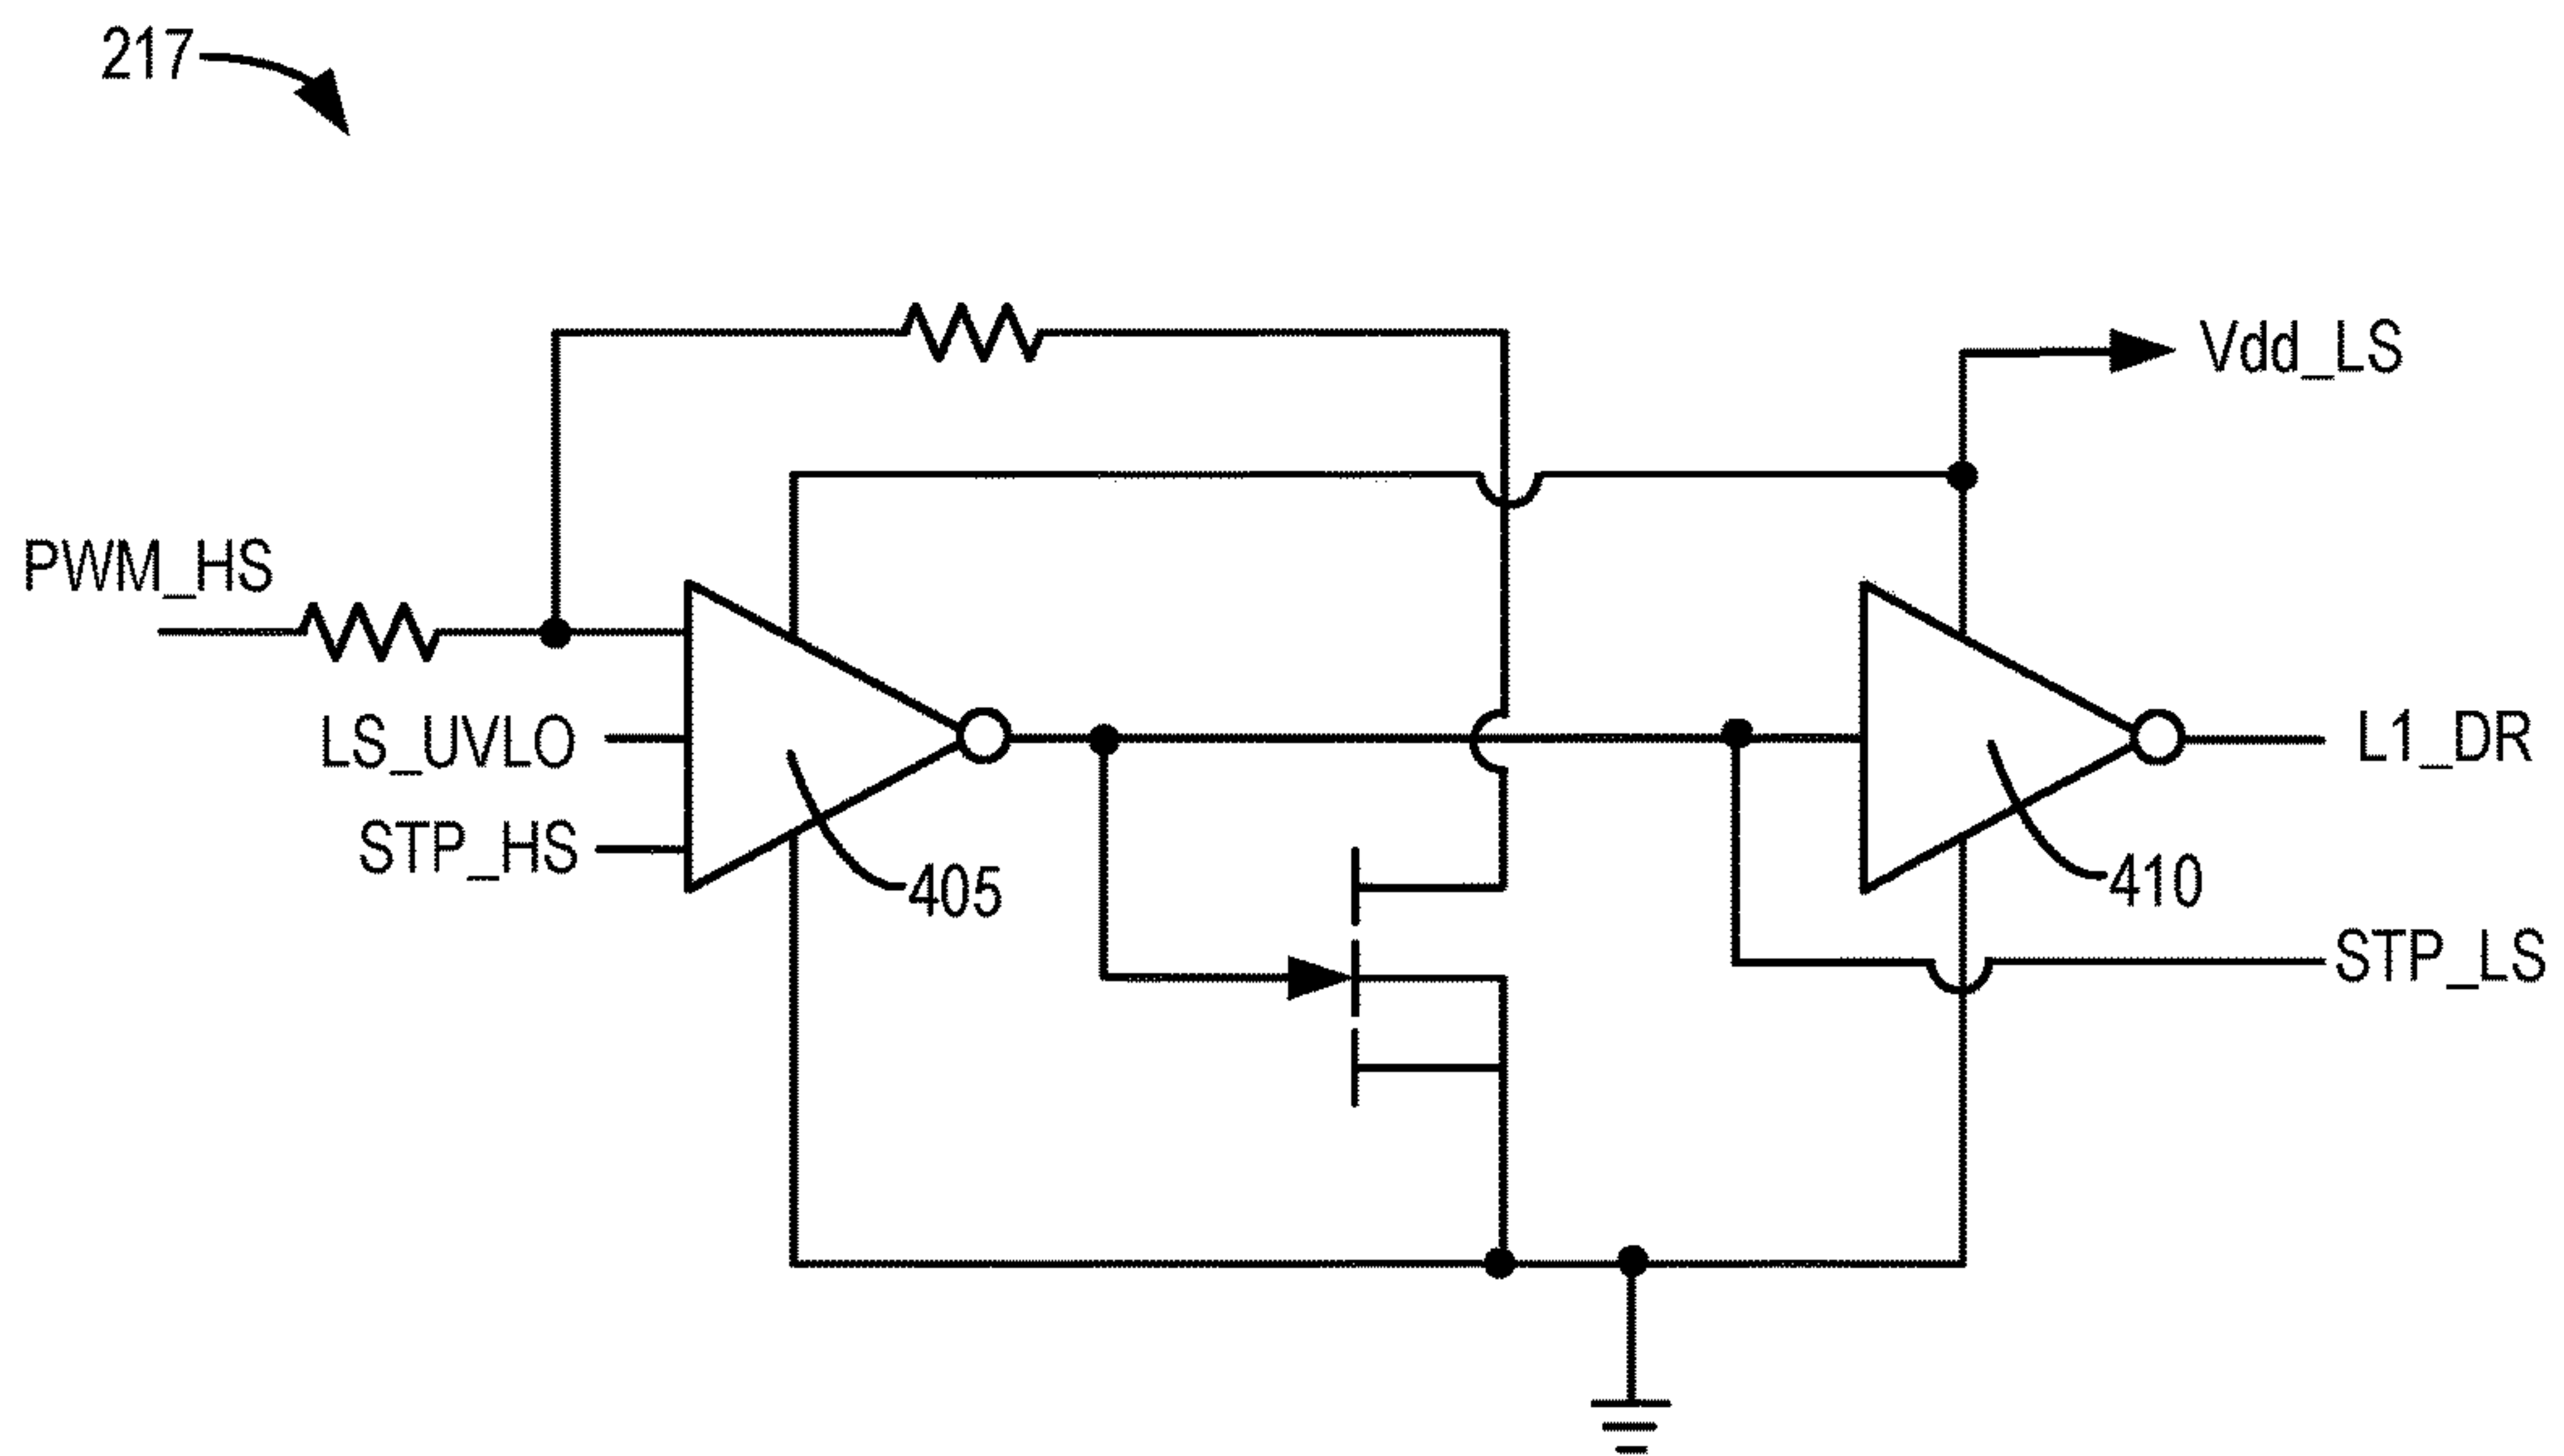 217
Vdd_LS
PWM_HS
LS_UVLO
L1_DR
STP_HS
405
410
STP_LS